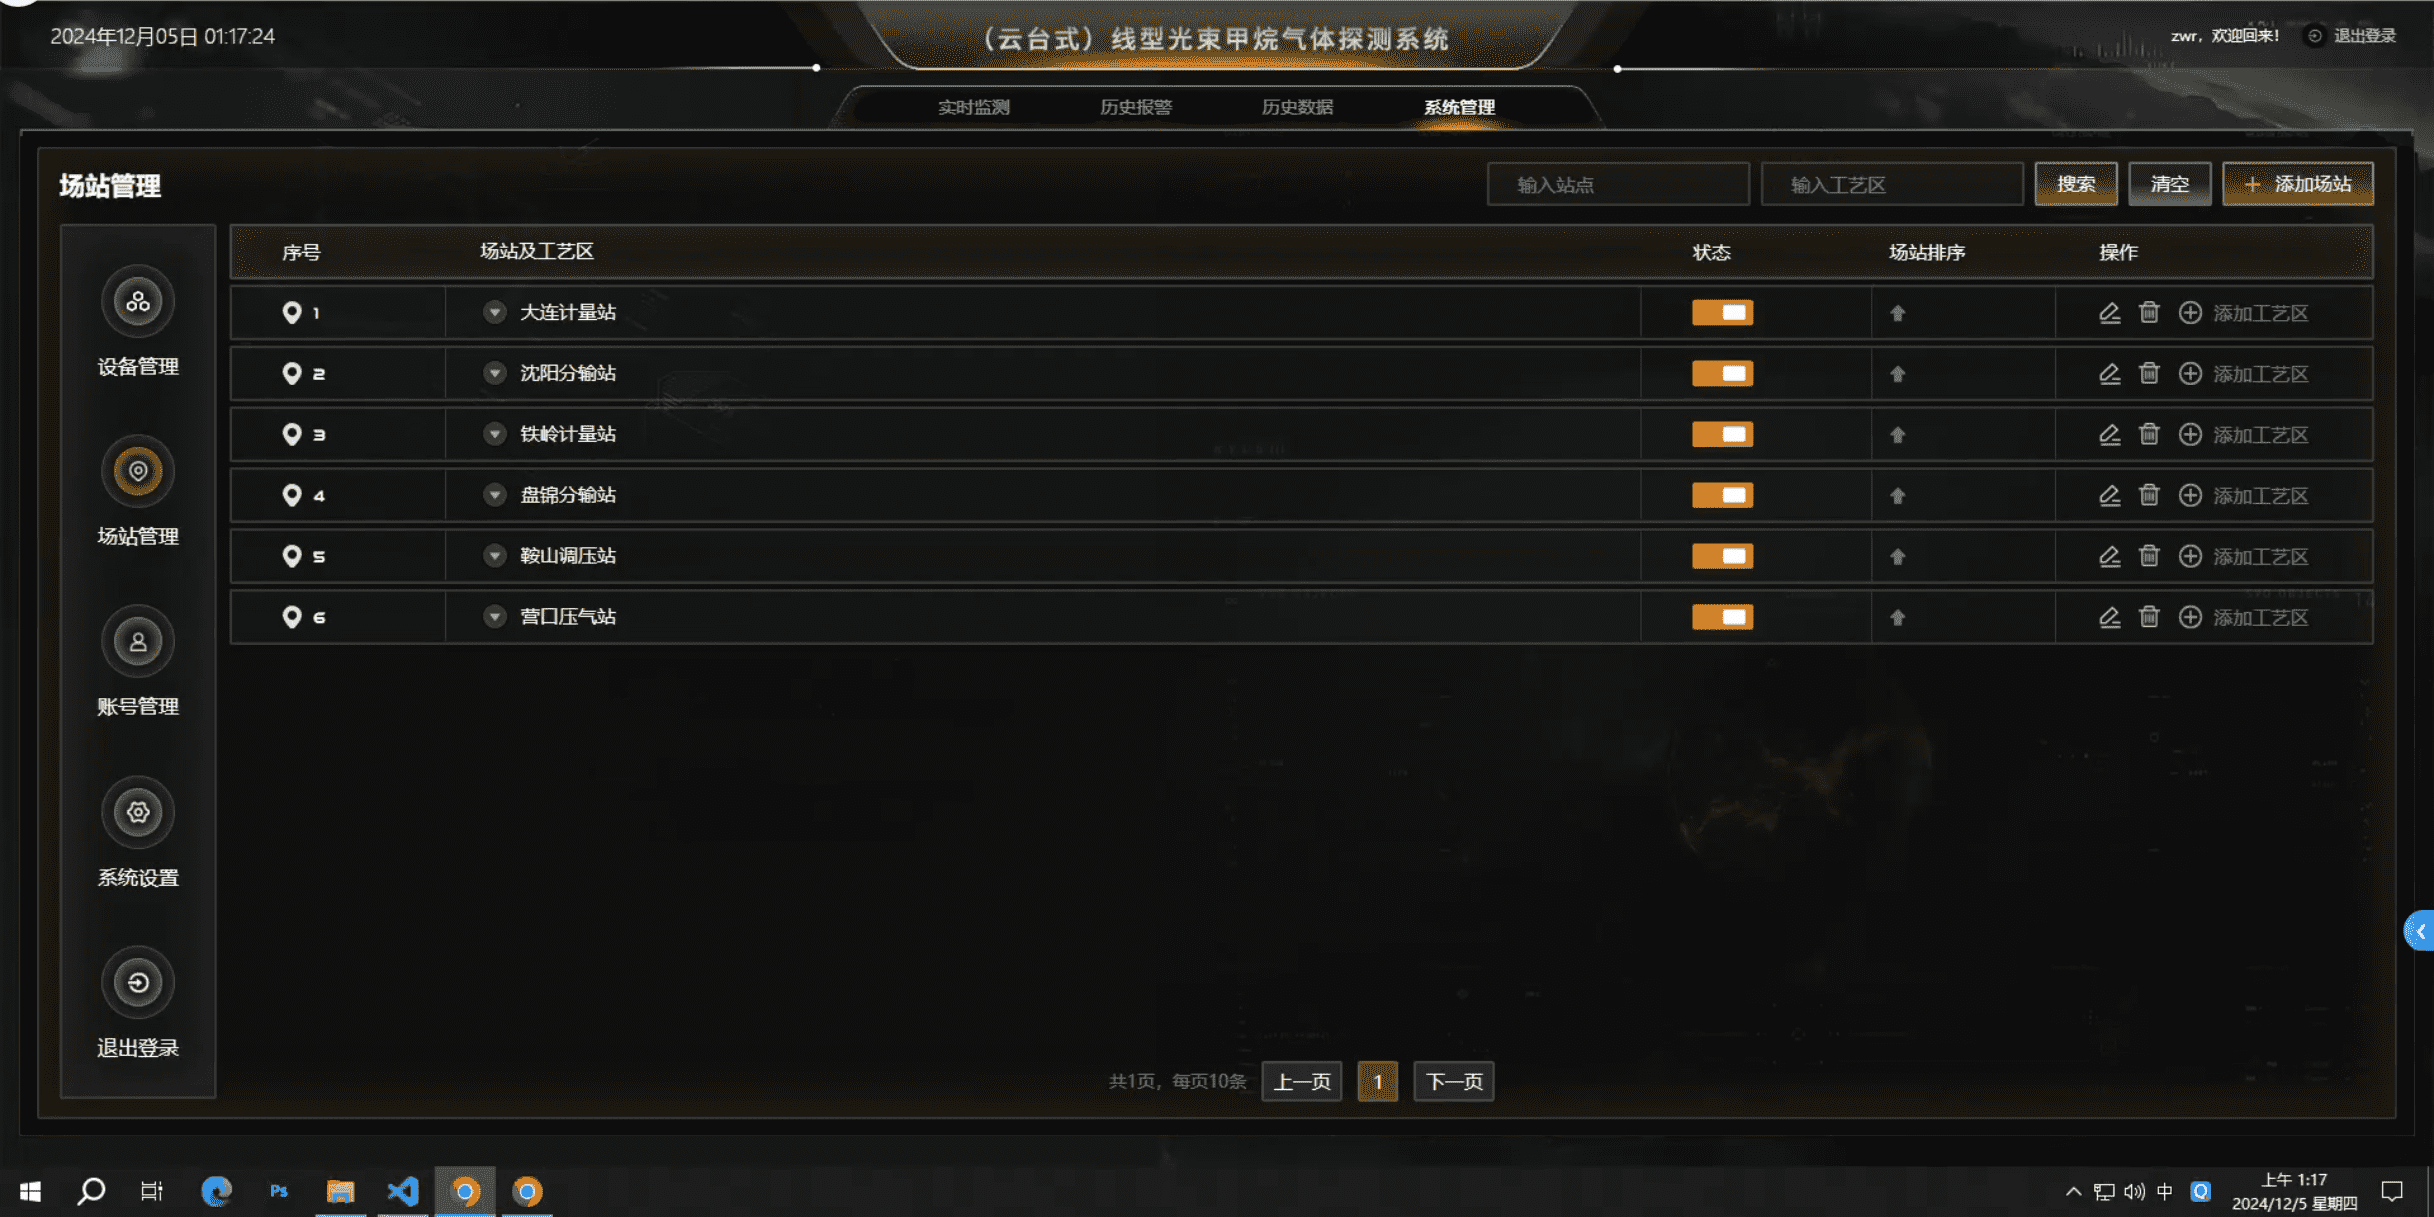 2024年12月05日 01:17:24
（云台式）线型光束甲烷气体探测系统
zwr，欢迎回来！ 退出登录
实时监测 历史报警 历史数据 系统管理
场站管理 输入站点 输入工艺区 搜索 清空 添加场站
序号 场站及工艺区 状态 场站排序 操作
1 大连计量站 添加工艺区
2 沈阳分输站 添加工艺区
3 铁岭计量站 添加工艺区
4 盘锦分输站 添加工艺区
5 鞍山调压站 添加工艺区
6 营口压气站 添加工艺区
设备管理
场站管理
账号管理
系统设置
退出登录
共1页，每页10条 上一页 1 下一页
Ps
中
上午 1:17
2024/12/5 星期四